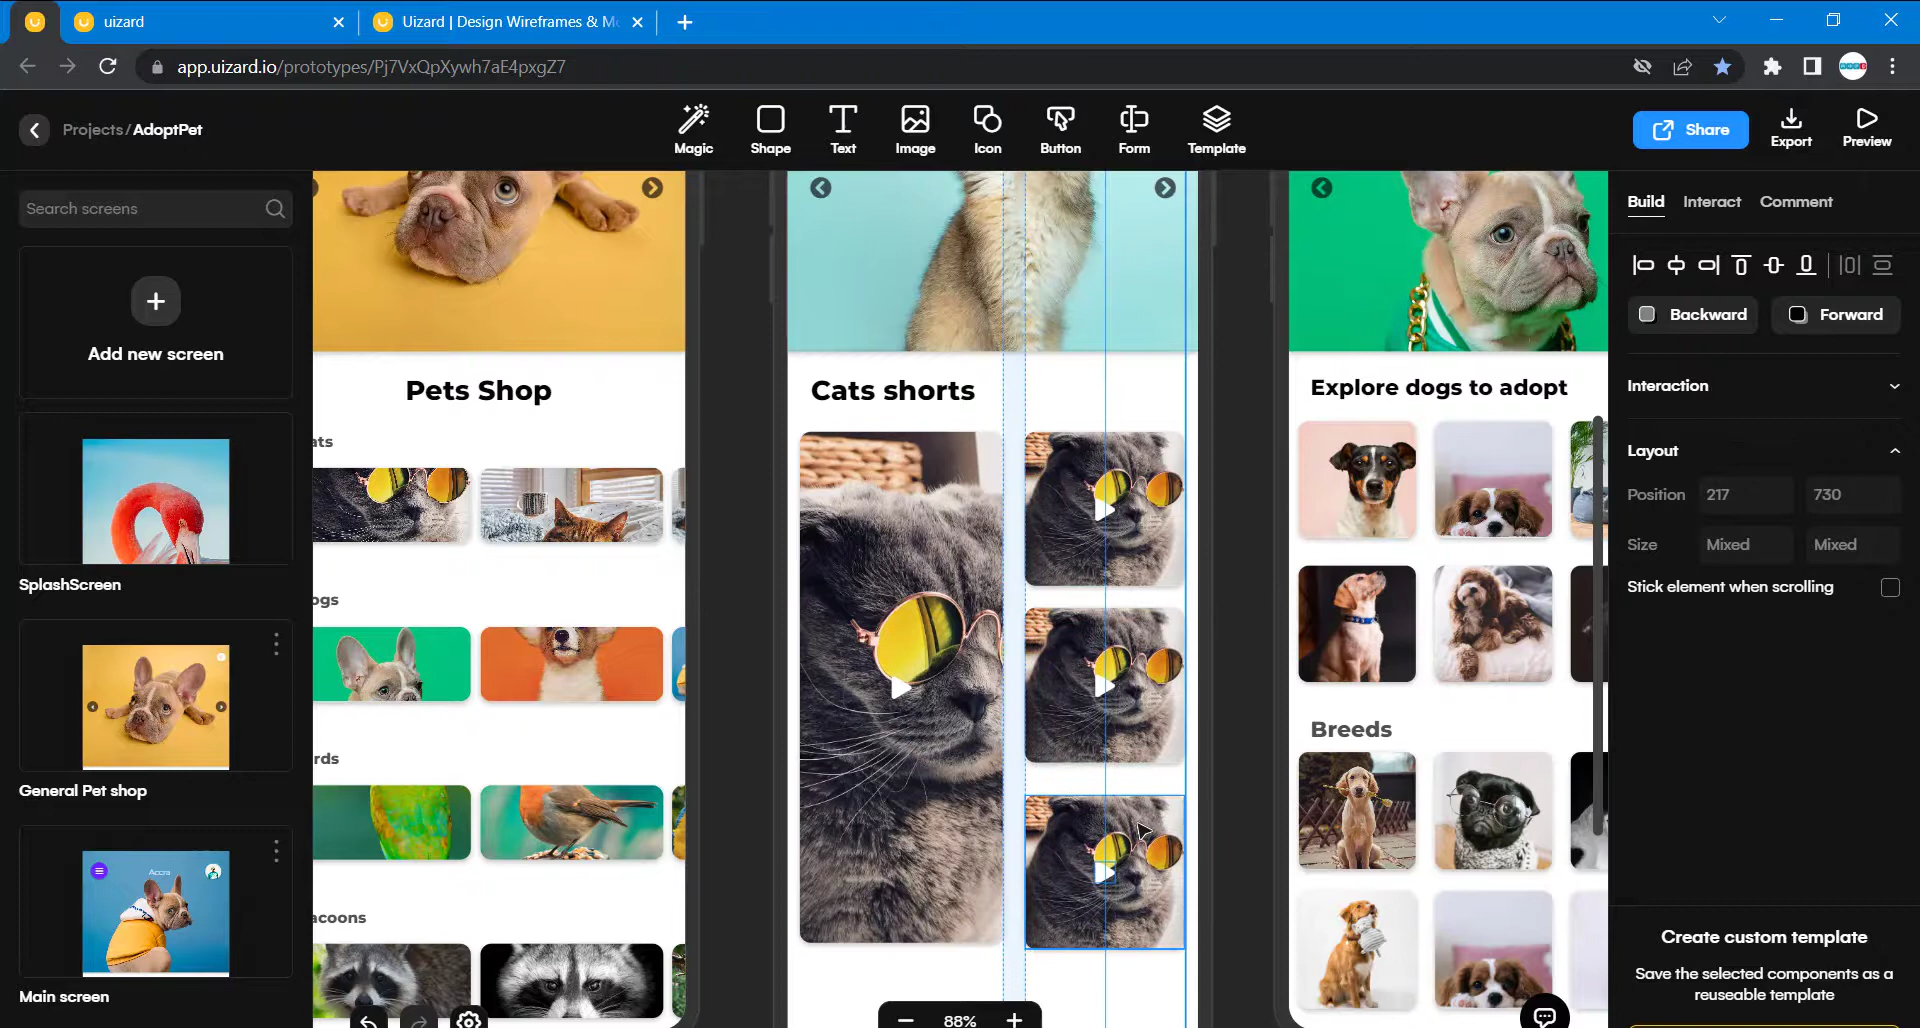 uizard
Uizard | Design Wireframes & Mo
app.uizard.io/prototypes/Pj7VxQpXywh7aE4pxgZ7
Projects/AdoptPet
Magic
Shape
Text
Image
Icon
Button
Form
Template
Share
Export
Preview
Search screens
Add new screen
SplashScreen
General Pet shop
Accra
Main screen
Pets Shop
ats
ogs
rds
acoons
Cats shorts
Explore dogs to adopt
Breeds
88%
Build
Interact
Comment
Backward
Forward
Interaction
Layout
Position
217
730
Size
Mixed
Mixed
Stick element when scrolling
Create custom template
Save the selected components as a
reuseable template